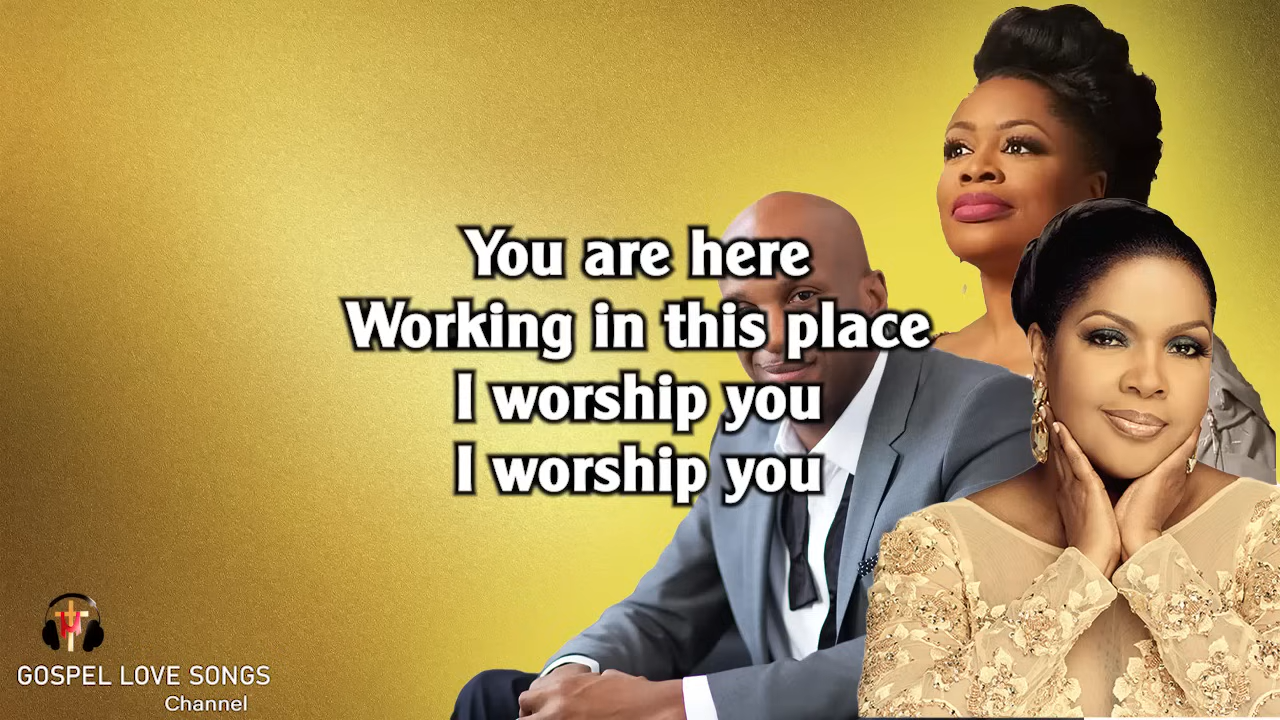 You are here
Working in this place
I worship you
I worship you
GOSPEL LOVE SONGS
Channel